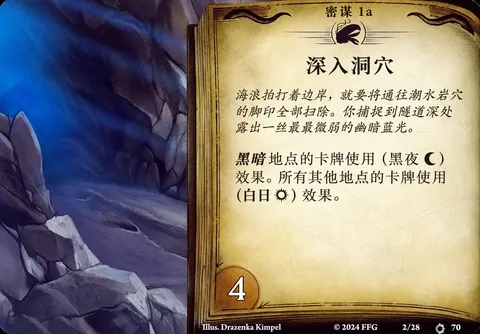 密谋 1a
深入洞穴
海浪拍打着边岸，就要将通往潮水岩穴
的脚印全部扫除。你捕捉到隧道深处
露出一丝最最微弱的幽暗蓝光。
黑暗地点的卡牌使用（黑夜）
效果。所有其他地点的卡牌使用
（白日）效果。
4
Illus. Drazenka Kimpel
© 2024 FFG
2/28
70